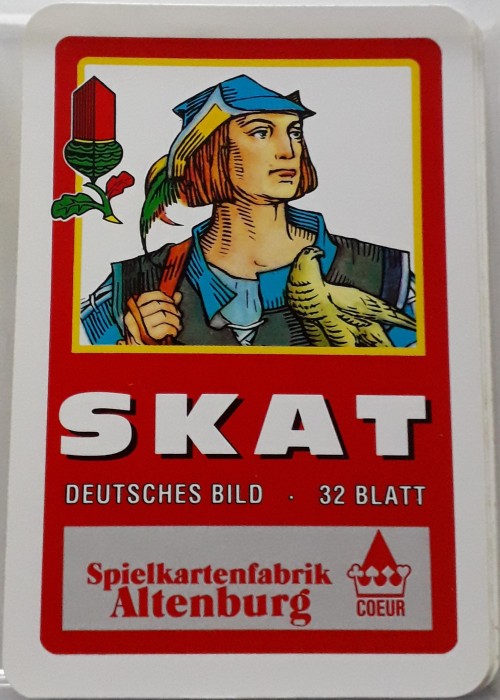 SKAT
DEUTSCHES BILD · 32 BLATT
Spielkartenfabrik
Altenburg
COEUR